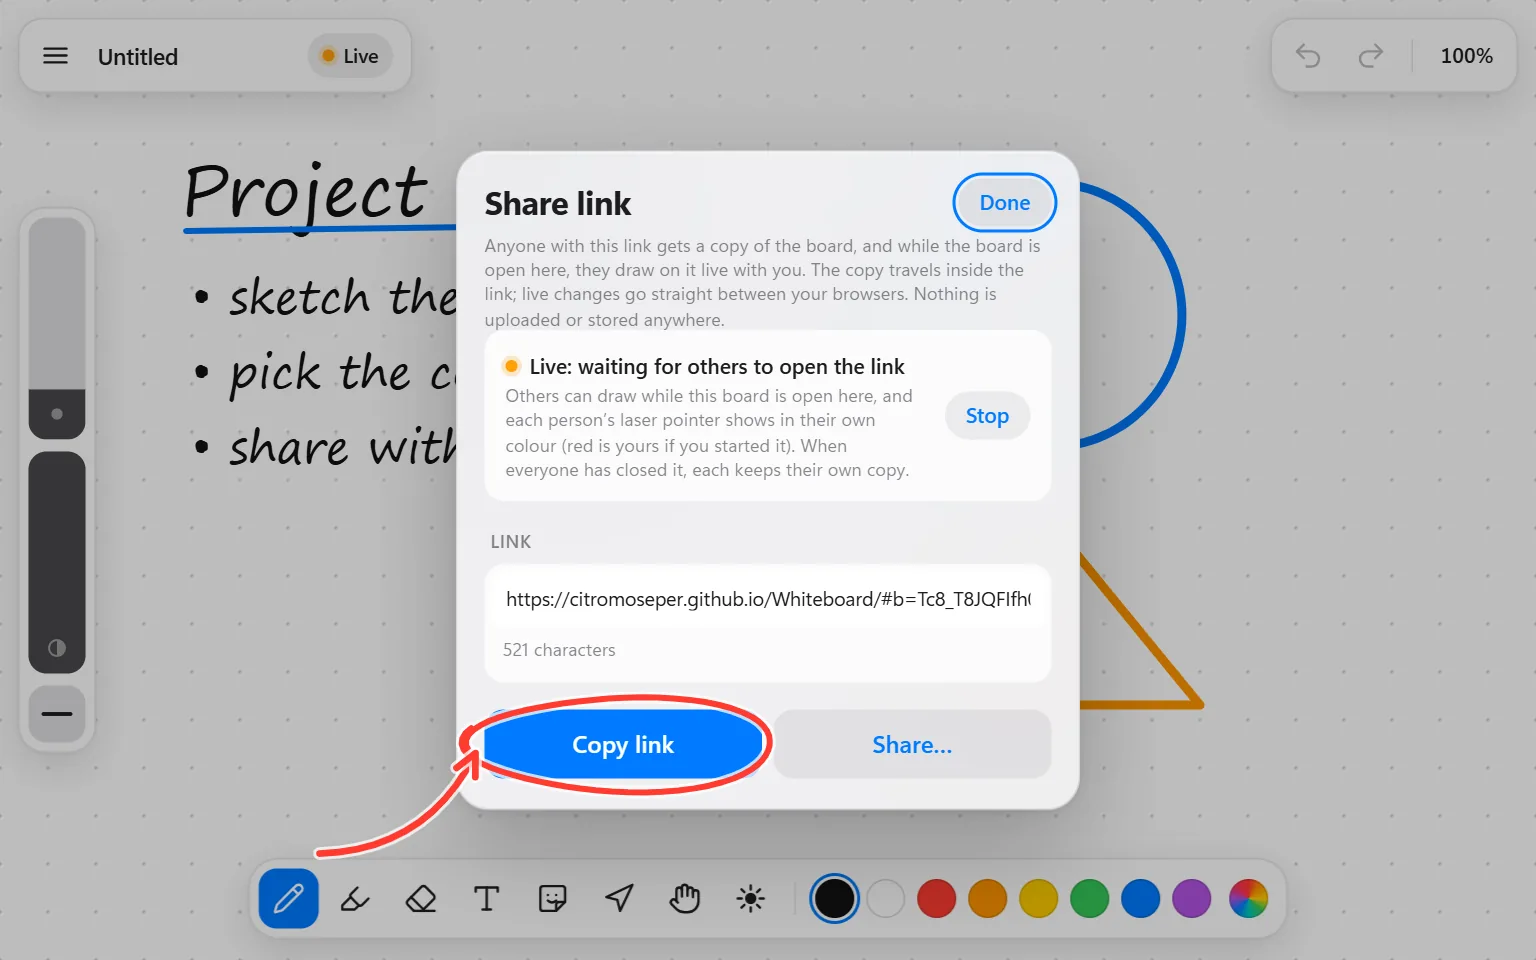 Untitled
Live
100%
Project
• sketch the
• pick the
• share with
Share link
Done
Anyone with this link gets a copy of the board, and while the board is
open here, they draw on it live with you. The copy travels inside the
link; live changes go straight between your browsers. Nothing is
uploaded or stored anywhere.
Live: waiting for others to open the link
Others can draw while this board is open here, and
each person’s laser pointer shows in their own
colour (red is yours if you started it). When
everyone has closed it, each keeps their own copy.
Stop
LINK
https://citromoseper.github.io/Whiteboard/#b=Tc8_T8JQFIfh
521 characters
Copy link
Share...